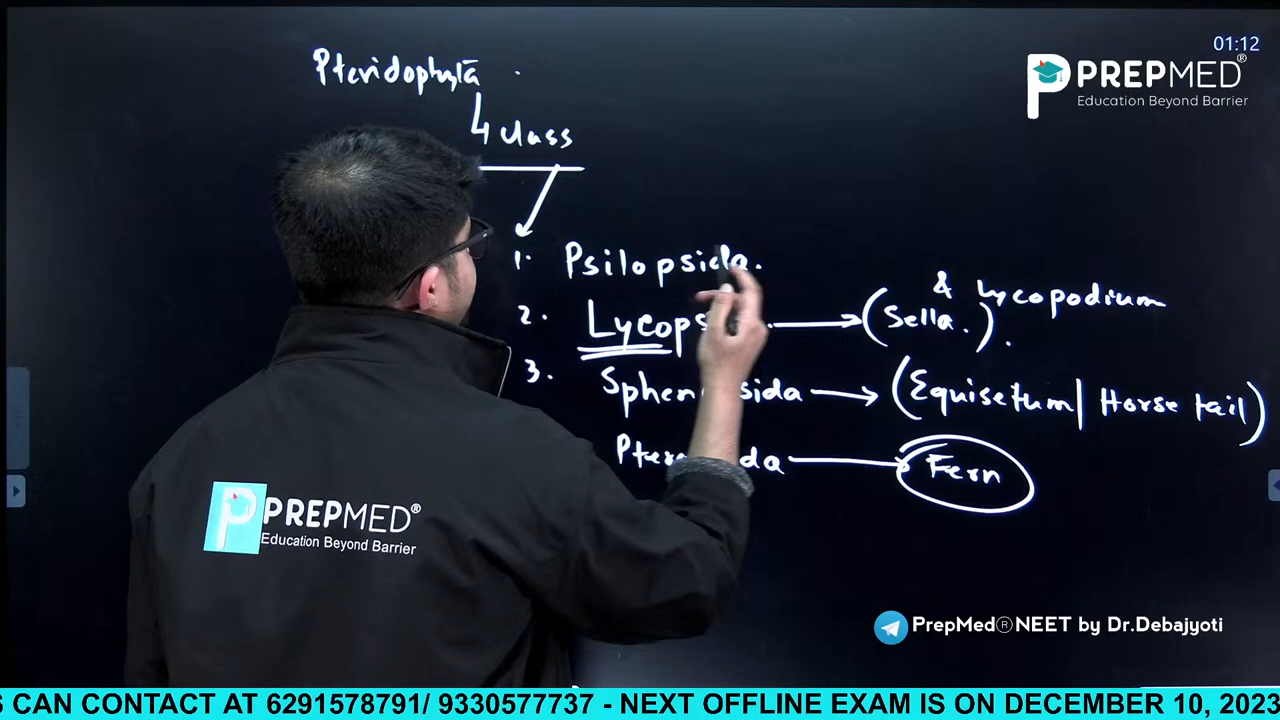 01:12
PREPMED®
Education Beyond Barrier
Pteridophyta
4 class
1. Psilopsida.
& Lycopodium
2. Lycops → (Sella.).
3. Sphen sida → (Equisetum/ Horse tail)
Pter da → Fern
PREPMED®
Education Beyond Barrier
PrepMed®NEET by Dr.Debajyoti
S CAN CONTACT AT 6291578791/ 9330577737 - NEXT OFFLINE EXAM IS ON DECEMBER 10, 2023